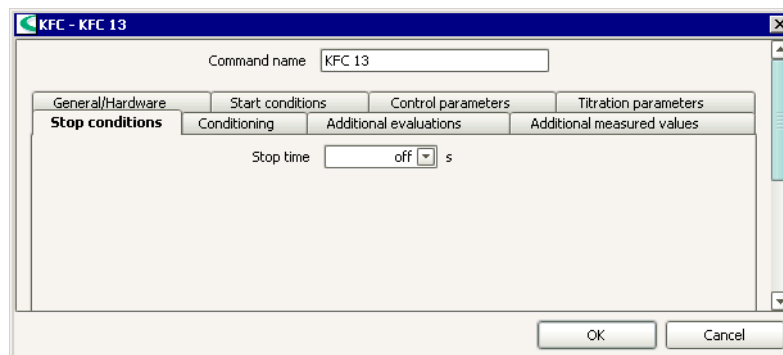 KFC - KFC 13
Command name KFC 13
General/Hardware Start conditions Control parameters Titration parameters
Stop conditions Conditioning Additional evaluations Additional measured values
Stop time off s
OK Cancel